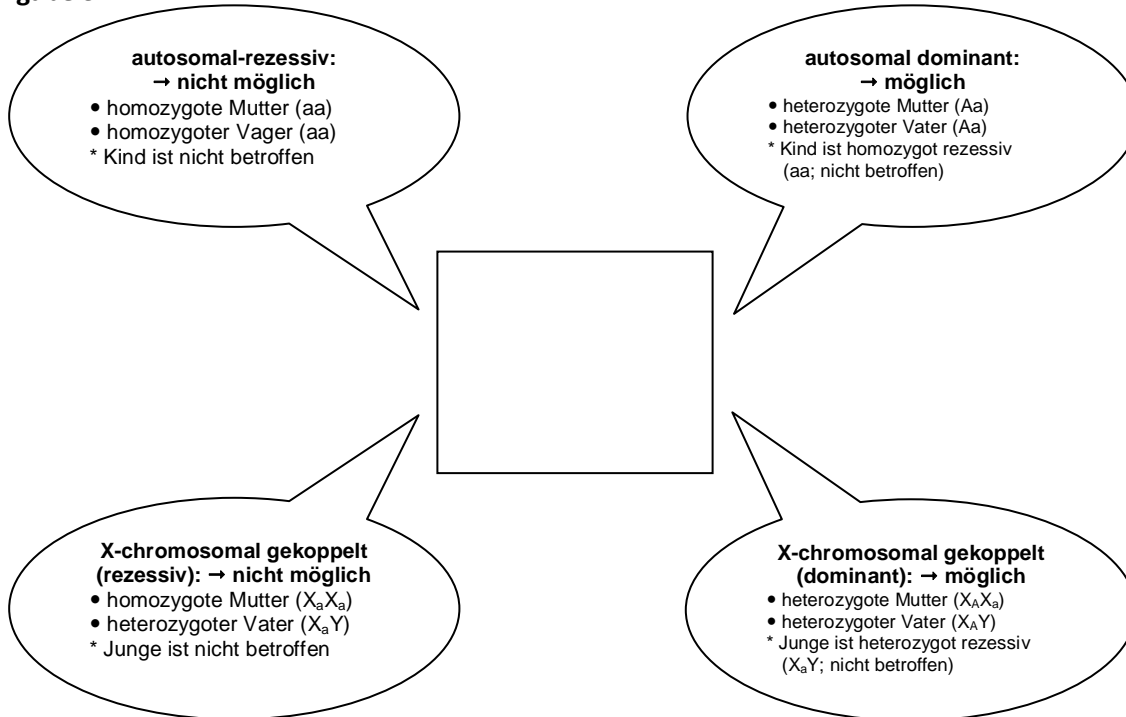 autosomal-rezessiv:
→ nicht möglich
• homozygote Mutter (aa)
• homozygoter Vager (aa)
* Kind ist nicht betroffen
autosomal dominant:
→ möglich
• heterozygote Mutter (Aa)
• heterozygoter Vater (Aa)
* Kind ist homozygot rezessiv
(aa; nicht betroffen)
X-chromosomal gekoppelt
(rezessiv): → nicht möglich
• homozygote Mutter (XaXa)
• heterozygoter Vater (XaY)
* Junge ist nicht betroffen
X-chromosomal gekoppelt
(dominant): → möglich
• heterozygote Mutter (XAXa)
• heterozygoter Vater (XAY)
* Junge ist heterozygot rezessiv
(XaY; nicht betroffen)